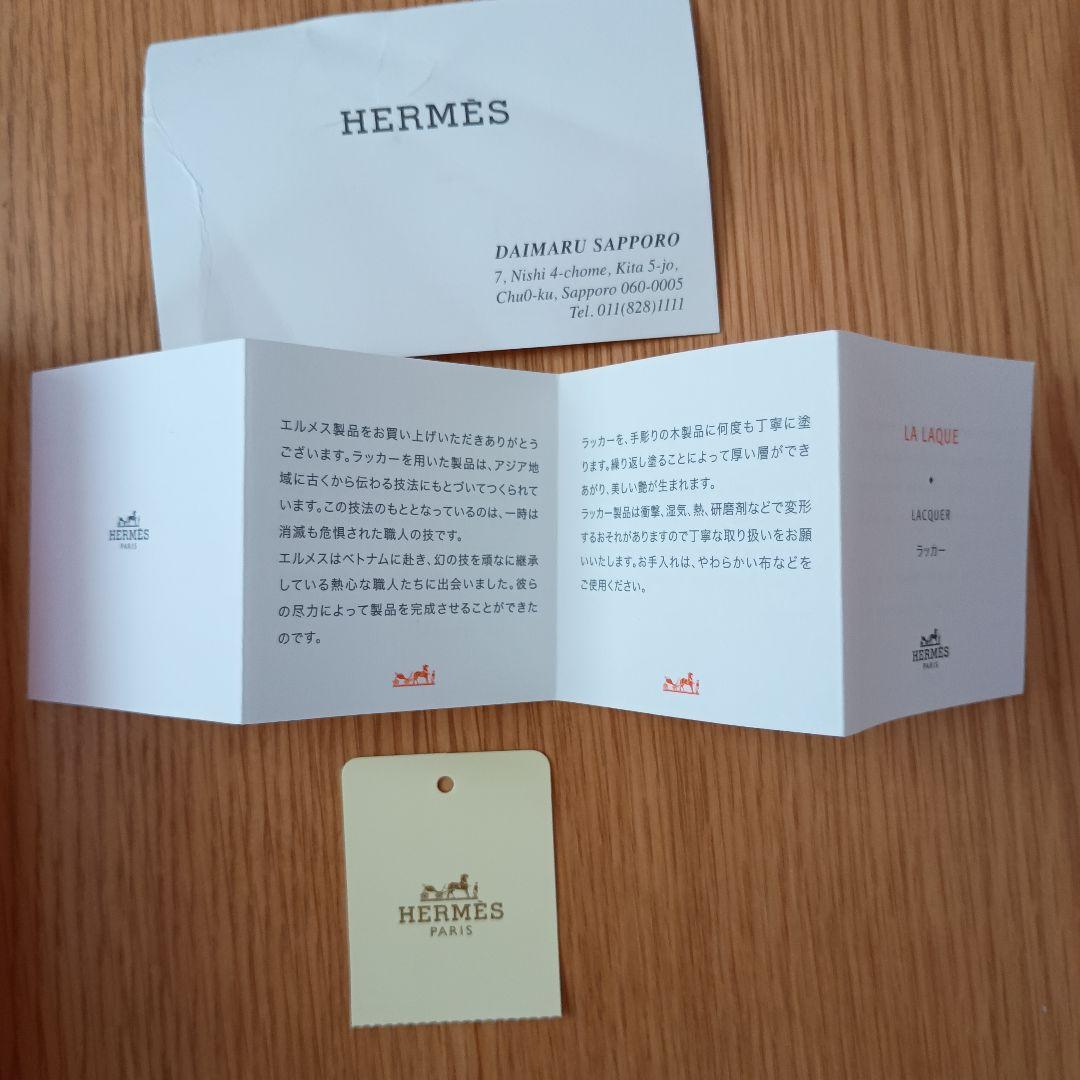 HERMÈS
DAIMARU SAPPORO
7, Nishi 4-chome, Kita 5-jo,
Chu0-ku, Sapporo 060-0005
Tel. 011(828)1111
HERMÈS
PARIS
エルメス製品をお買い上げいただきありがとう
ございます。ラッカーを用いた製品は、アジア地
域に古くから伝わる技法にもとづいてつくられて
います。この技法のもととなっているのは、一時は
消滅も危惧された職人の技です。
エルメスはベトナムに赴き、幻の技を頑なに継承
している熱心な職人たちに出会いました。彼ら
の尽力によって製品を完成させることができた
のです。
ラッカーを、手彫りの木製品に何度も丁寧に塗
ります。繰り返し塗ることによって厚い層ができ
あがり、美しい艶が生まれます。
ラッカー製品は衝撃、湿気、熱、研磨剤などで変形
するおそれがありますので丁寧な取り扱いをお願
いいたします。お手入れは、やわらかい布などを
ご使用ください。
LA LAQUE
LACQUER
ラッカー
HERMÈS
PARIS
HERMÈS
PARIS